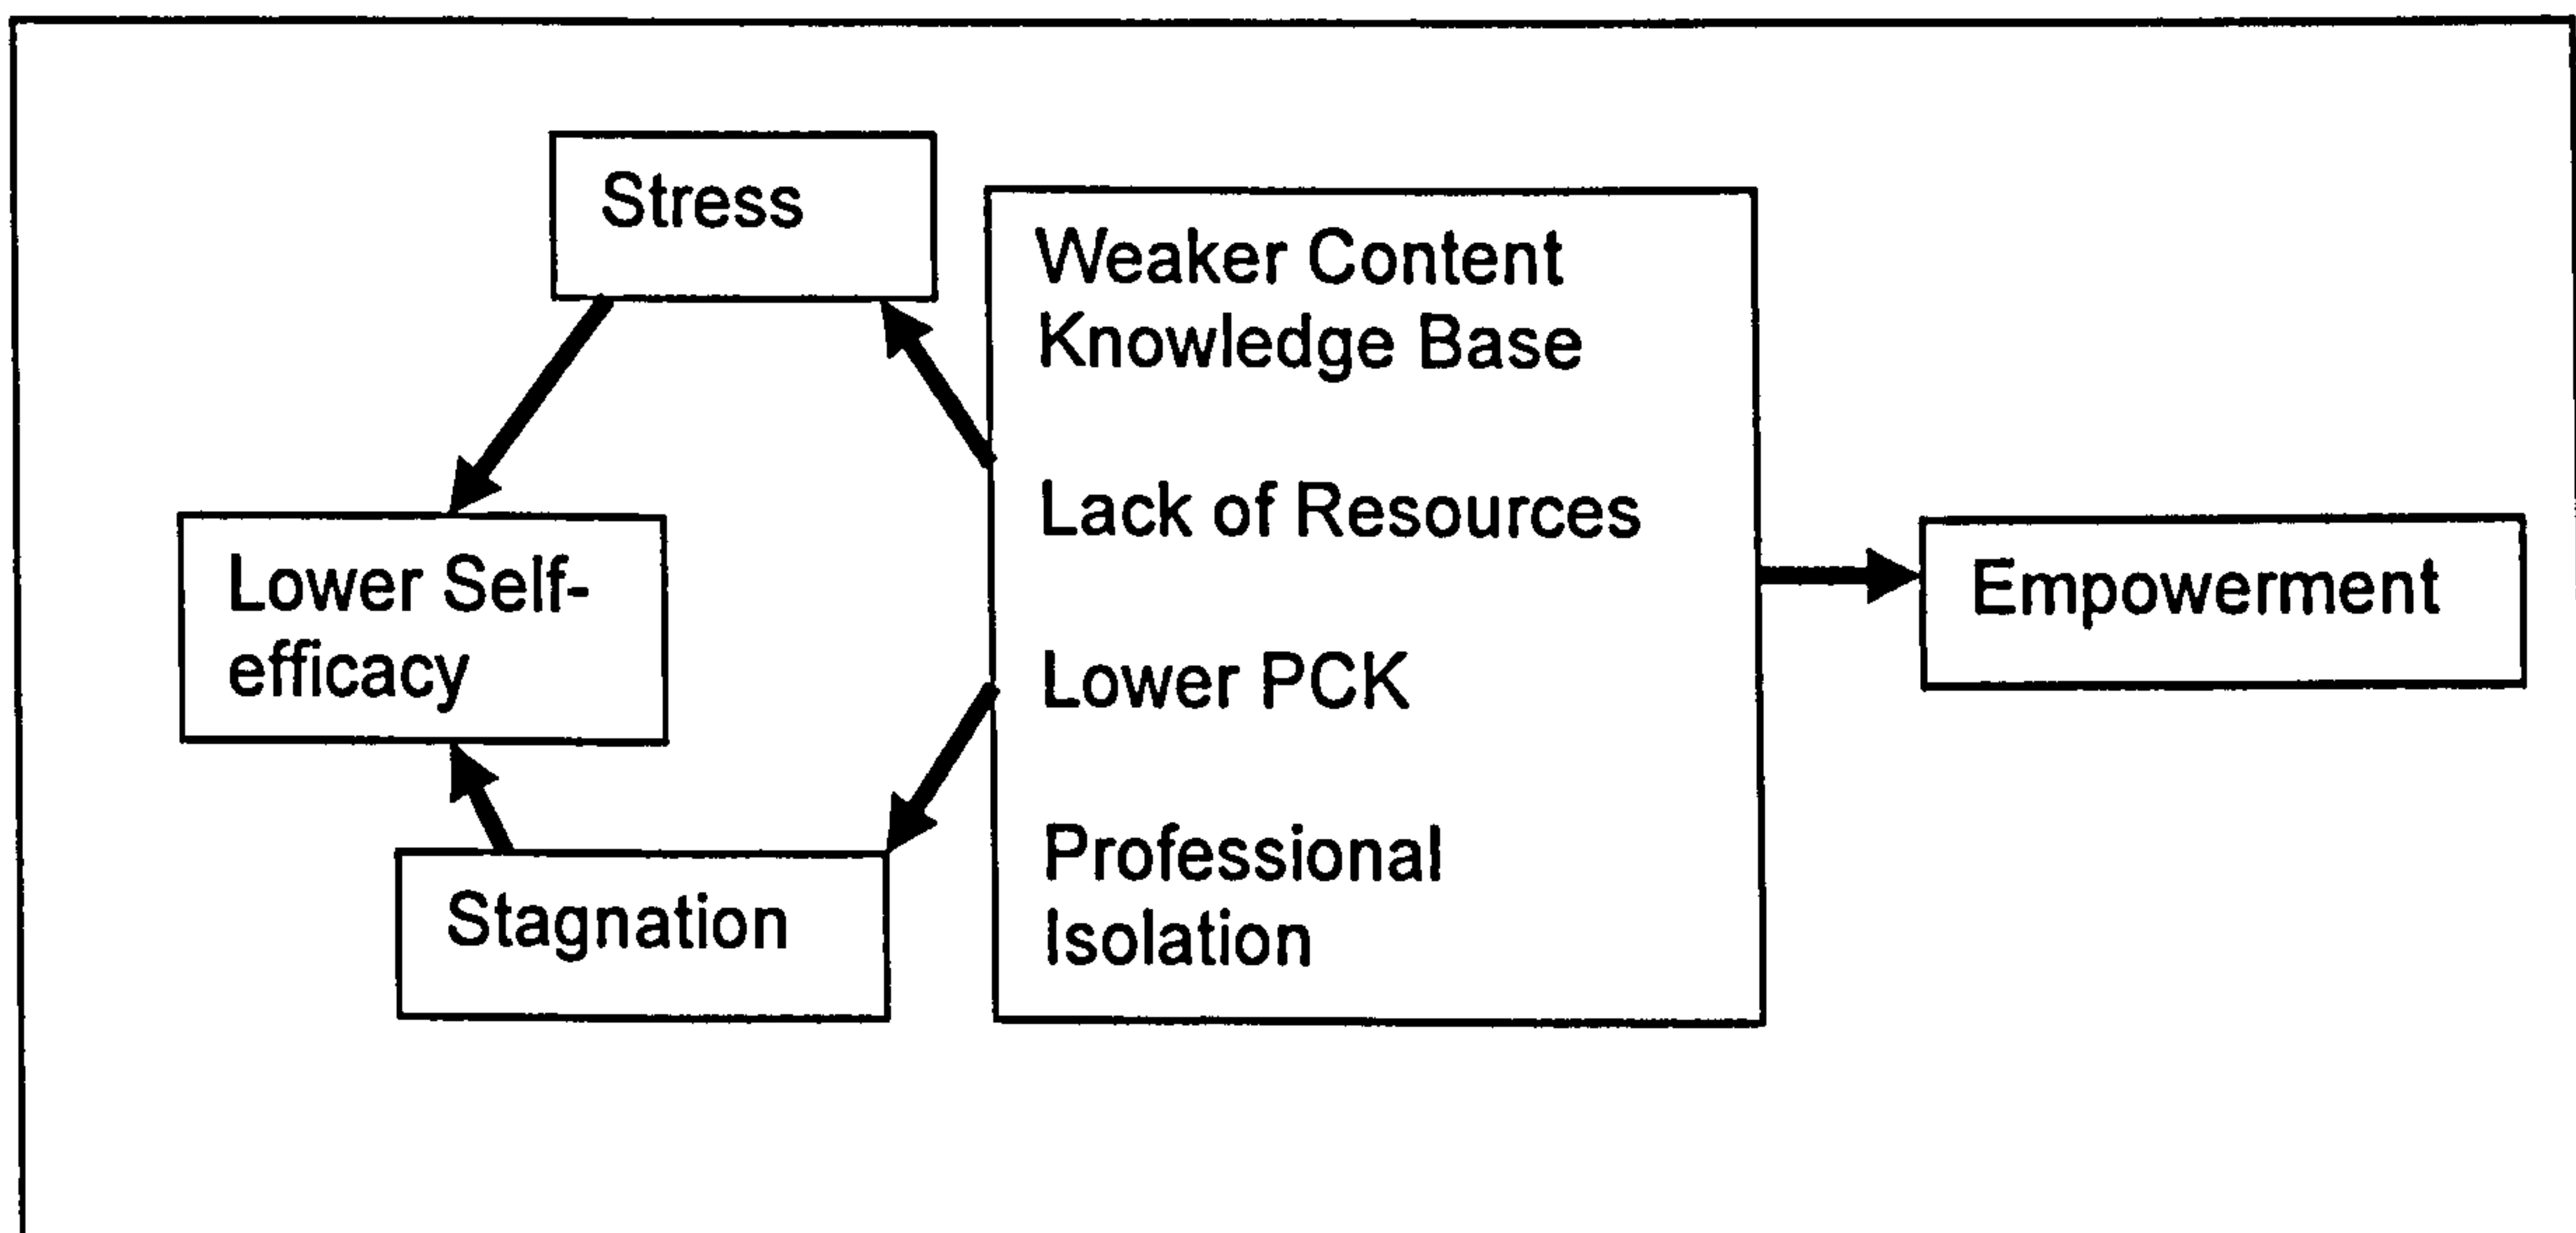 Stress
Weaker Content
Knowledge Base
Lack of Resources
Lower PCK
Professional
Isolation
Lower Self-
efficacy
Stagnation
Empowerment